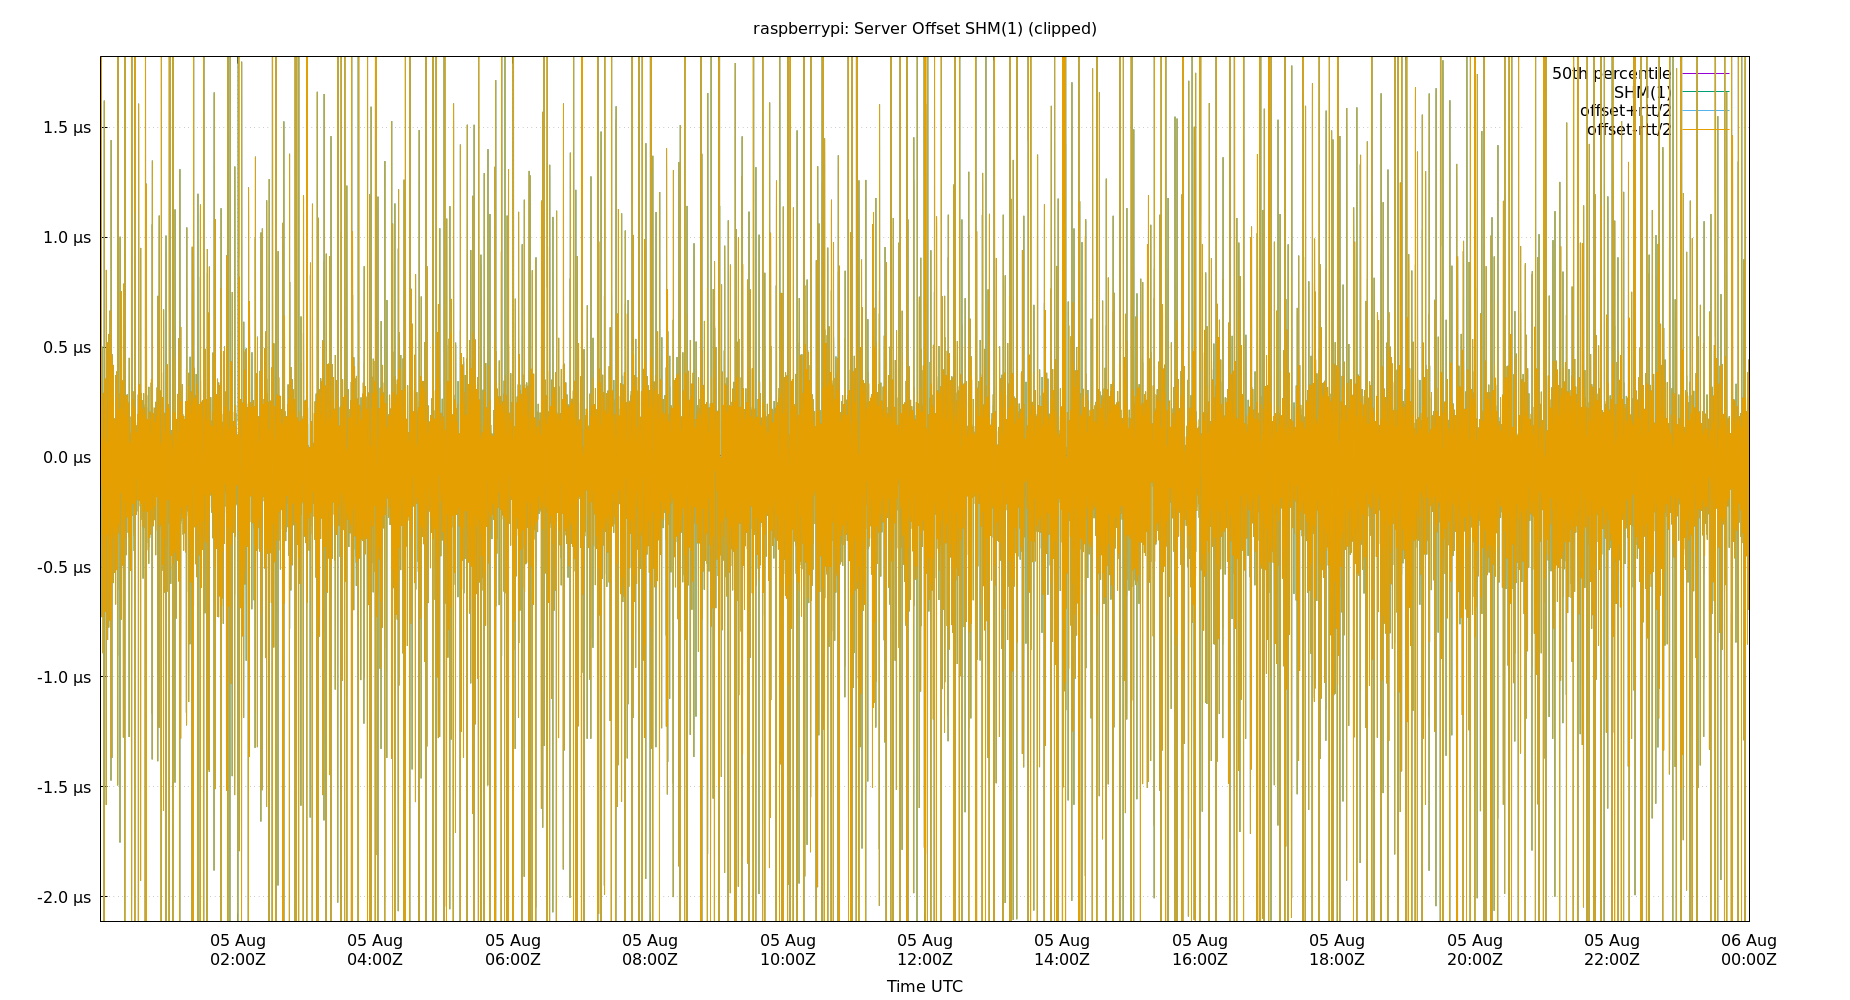 raspberrypi: Server Offset SHM(1) (clipped)
50th percentile
SHM(1)
offset+rtt/2
offset-rtt/2
1.5 µs
1.0 µs
0.5 µs
0.0 µs
-0.5 µs
-1.0 µs
-1.5 µs
-2.0 µs
05 Aug 05 Aug 05 Aug 05 Aug 05 Aug 05 Aug 05 Aug 05 Aug 05 Aug 05 Aug 05 Aug 06 Aug
02:00Z 04:00Z 06:00Z 08:00Z 10:00Z 12:00Z 14:00Z 16:00Z 18:00Z 20:00Z 22:00Z 00:00Z
Time UTC